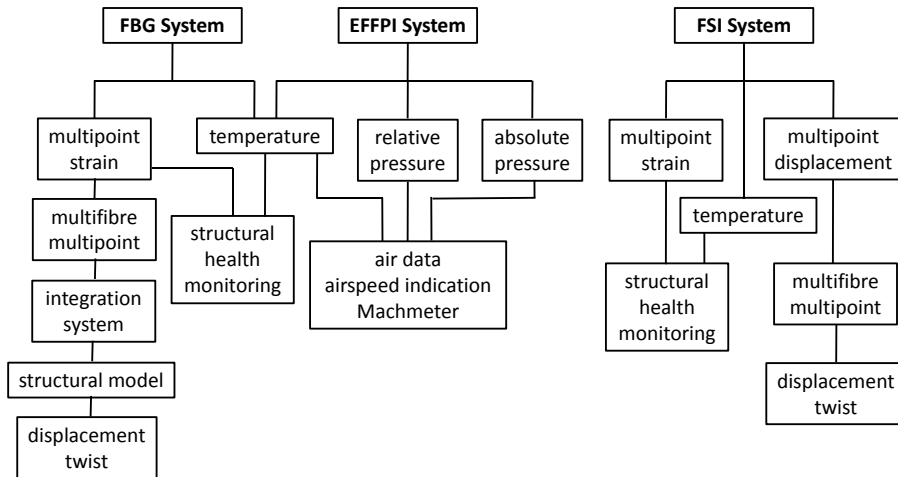 FBG System
EFFPI System
FSI System
multipoint
strain
temperature
relative
pressure
absolute
pressure
multipoint
strain
multipoint
displacement
temperature
multifibre
multipoint
structural
health
monitoring
air data
airspeed indication
Machmeter
structural
health
monitoring
multifibre
multipoint
integration
system
structural model
displacement
twist
displacement
twist